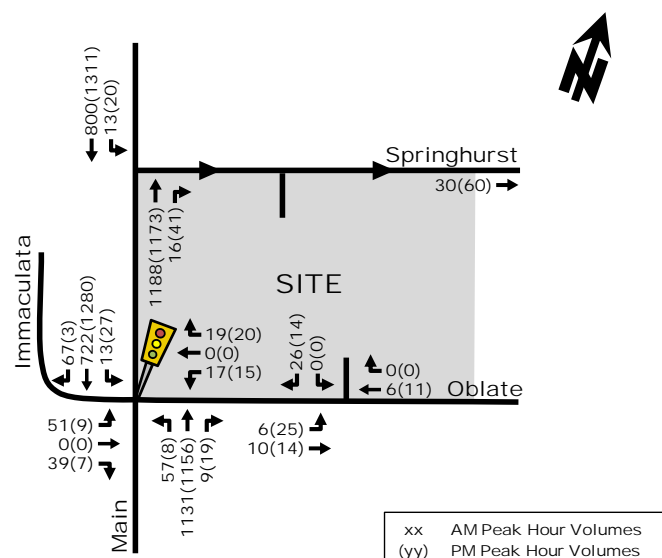 800(1311)
13(20)
N
Springhurst
30(60)
1188(1173)
16(41)
Immaculata
SITE
67(3)
722(1280)
13(27)
19(20)
0(0)
17(15)
26(14)
0(0)
0(0)
6(11)
Oblate
51(9)
0(0)
39(7)
57(8)
1131(1156)
9(19)
6(25)
10(14)
Main
xx AM Peak Hour Volumes
(yy) PM Peak Hour Volumes